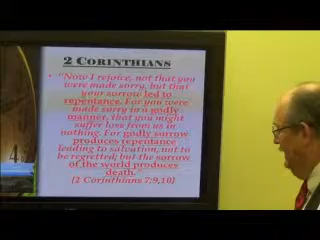 2 CORINTHIANS
• "Now I rejoice, not that you
were made sorry, but that
your sorrow led to
repentance. For you were
made sorry in a godly
manner, that you might
suffer loss from us in
nothing. For godly sorrow
produces repentance
leading to salvation, not to
be regretted; but the sorrow
of the world produces
death."
(2 Corinthians 7:9,10)